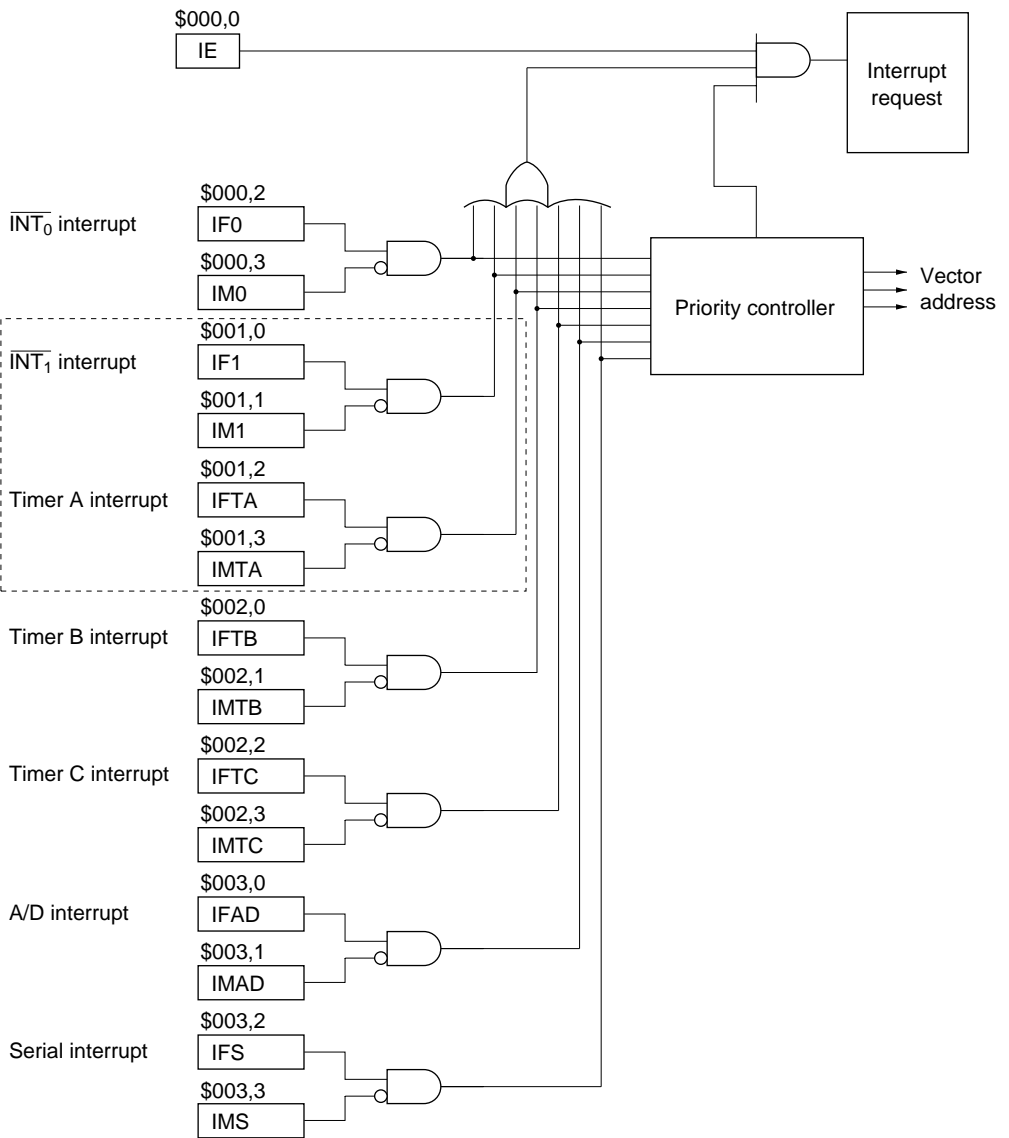 $000,0
IE
Interrupt
request
$000,2
INT0 interrupt
IF0
$000,3
IM0
Priority controller
Vector
address
$001,0
INT1 interrupt
IF1
$001,1
IM1
$001,2
Timer A interrupt
IFTA
$001,3
IMTA
$002,0
Timer B interrupt
IFTB
$002,1
IMTB
$002,2
Timer C interrupt
IFTC
$002,3
IMTC
$003,0
A/D interrupt
IFAD
$003,1
IMAD
$003,2
Serial interrupt
IFS
$003,3
IMS